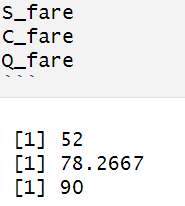 S_fare
C_fare
Q_fare
```
[1] 52
[1] 78.2667
[1] 90